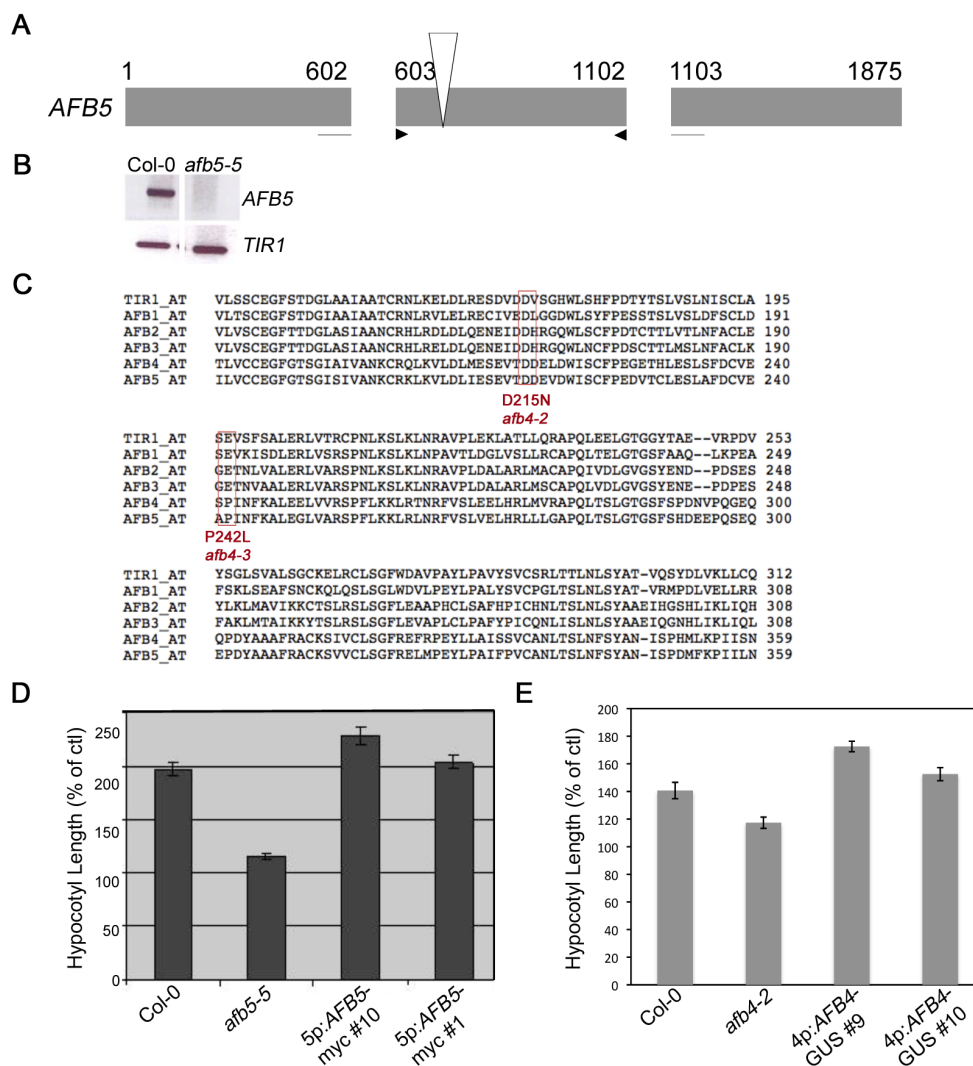 A
1 602 603 1102 1103 1875
AFB5
B
Col-0 afb5-5
AFB5
TIR1
C
TIR1_AT VLSSCEGFSTDGLAAIAATCRNLKELDLRESDVDDVSGHWLSHFPDTYTSLVSLNISCLA 195
AFB1_AT VLTSCEGFSTDGIAAIAATCRNLRVLELRECIVEDLGGDWLSYFPESSTSLVSLDFSCLD 191
AFB2_AT VLVSCEGFTTDGLASIAANCRHLRDLDLQENEIDDHRGQWLSCFPDTCTTLVTLNFACLE 190
AFB3_AT VLVSCEGFTTDGLASIAANCRHLRELDLQENEIDDHRGQWLNCFPDSCTTLMSLNFACLK 190
AFB4_AT TLVCCEGFGTSGIAIVANKCRQLKVLDLMESEVTDDELDWISCFPEGETHLESLAFDCVE 240
AFB5_AT ILVCCEGFGTSGISIVANKCRKLKVLDLIESEVTDDEVDWISCFPEDVTCLESLAFDCVE 240
D215N
afb4-2
TIR1_AT SEVSFSALERLVTRCPNLKSLKLNRAVPLEKLATLLQRAPQLEELGTGGYTAE--VRPDV 253
AFB1_AT SEVKISDLERLVSRSPNLKSLKLNPAVTLDGLVSLLRCAPQLTELGTGSFAAQ--LKPEA 249
AFB2_AT GETNLVALERLVARSPNLKSLKLNRAVPLDALARLMACAPQIVDLGVGSYEND--PDSES 248
AFB3_AT GETNVAALERLVARSPNLKSLKLNRAVPLDALARLMSCAPQLVDLGVGSYENE--PDPES 248
AFB4_AT SPINFKALEELVVRSPFLKKLRTNRFVSLEELHRLMVRAPQLTSLGTGSFSPDNVPQGEQ 300
AFB5_AT APINFKALEGLVARSPFLKKLRLNRFVSLVELHRLLLGAPQLTSLGTGSFSHDEEPQSEQ 300
P242L
afb4-3
TIR1_AT YSGLSVALSGCKELRCLSGFWDAVPAYLPAVYSVCSRLTTLNLSYAT-VQSYDLVKLLCQ 312
AFB1_AT FSKLSEAFSNCKQLQSLSGLWDVLPEYLPALYSVCPGLTSLNLSYAT-VRMPDLVELLRR 308
AFB2_AT YLKLMAVIKKCTSLRSLSGFLEAAPHCLSAFHPICHNLTSLNLSYAAEIHGSHLIKLIQH 308
AFB3_AT FAKLMTAIKKYTSLRSLSGFLEVAPLCLPAFYPICQNLISLNLSYAAEIQGNHLIKLIQL 308
AFB4_AT QPDYAAAFRACKSIVCLSGFREFRPEYLLAISSVCANLTSLNFSYAN-ISPHMLKPIISN 359
AFB5_AT EPDYAAAFRACKSVVCLSGFRELMPEYLPAIFPVCANLTSLNFSYAN-ISPDMFKPIILN 359
D
Hypocotyl Length (% of ctl)
250
200
150
100
50
0
Col-0
afb5-5
5p:AFB5-
myc #10
5p:AFB5-
myc #1
E
Hypocotyl Length (% of ctl)
200
180
160
140
120
100
80
60
40
20
0
Col-0
afb4-2
4p:AFB4-
GUS #9
4p:AFB4-
GUS #10